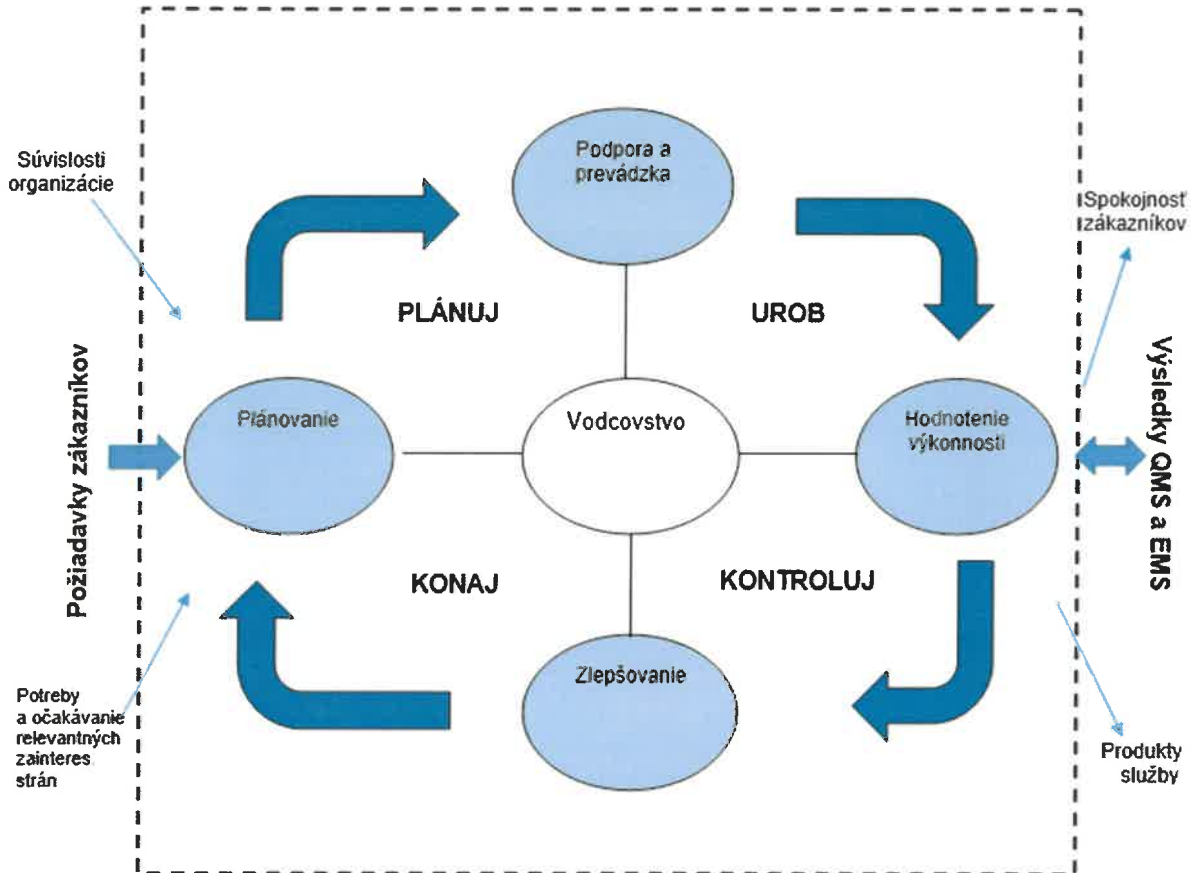 Súvislosti
organizácie
Podpora a
prevádzka
Spokojnosť
zákazníkov
PLÁNUJ
UROB
Požiadavky zákazníkov
Plánovanie
Vodcovstvo
Hodnotenie
výkonnosti
Výsledky QMS a EMS
KONAJ
KONTROLUJ
Zlepšovanie
Potreby
a očakávanie
relevantných
zainteres
strán
Produkty
služby